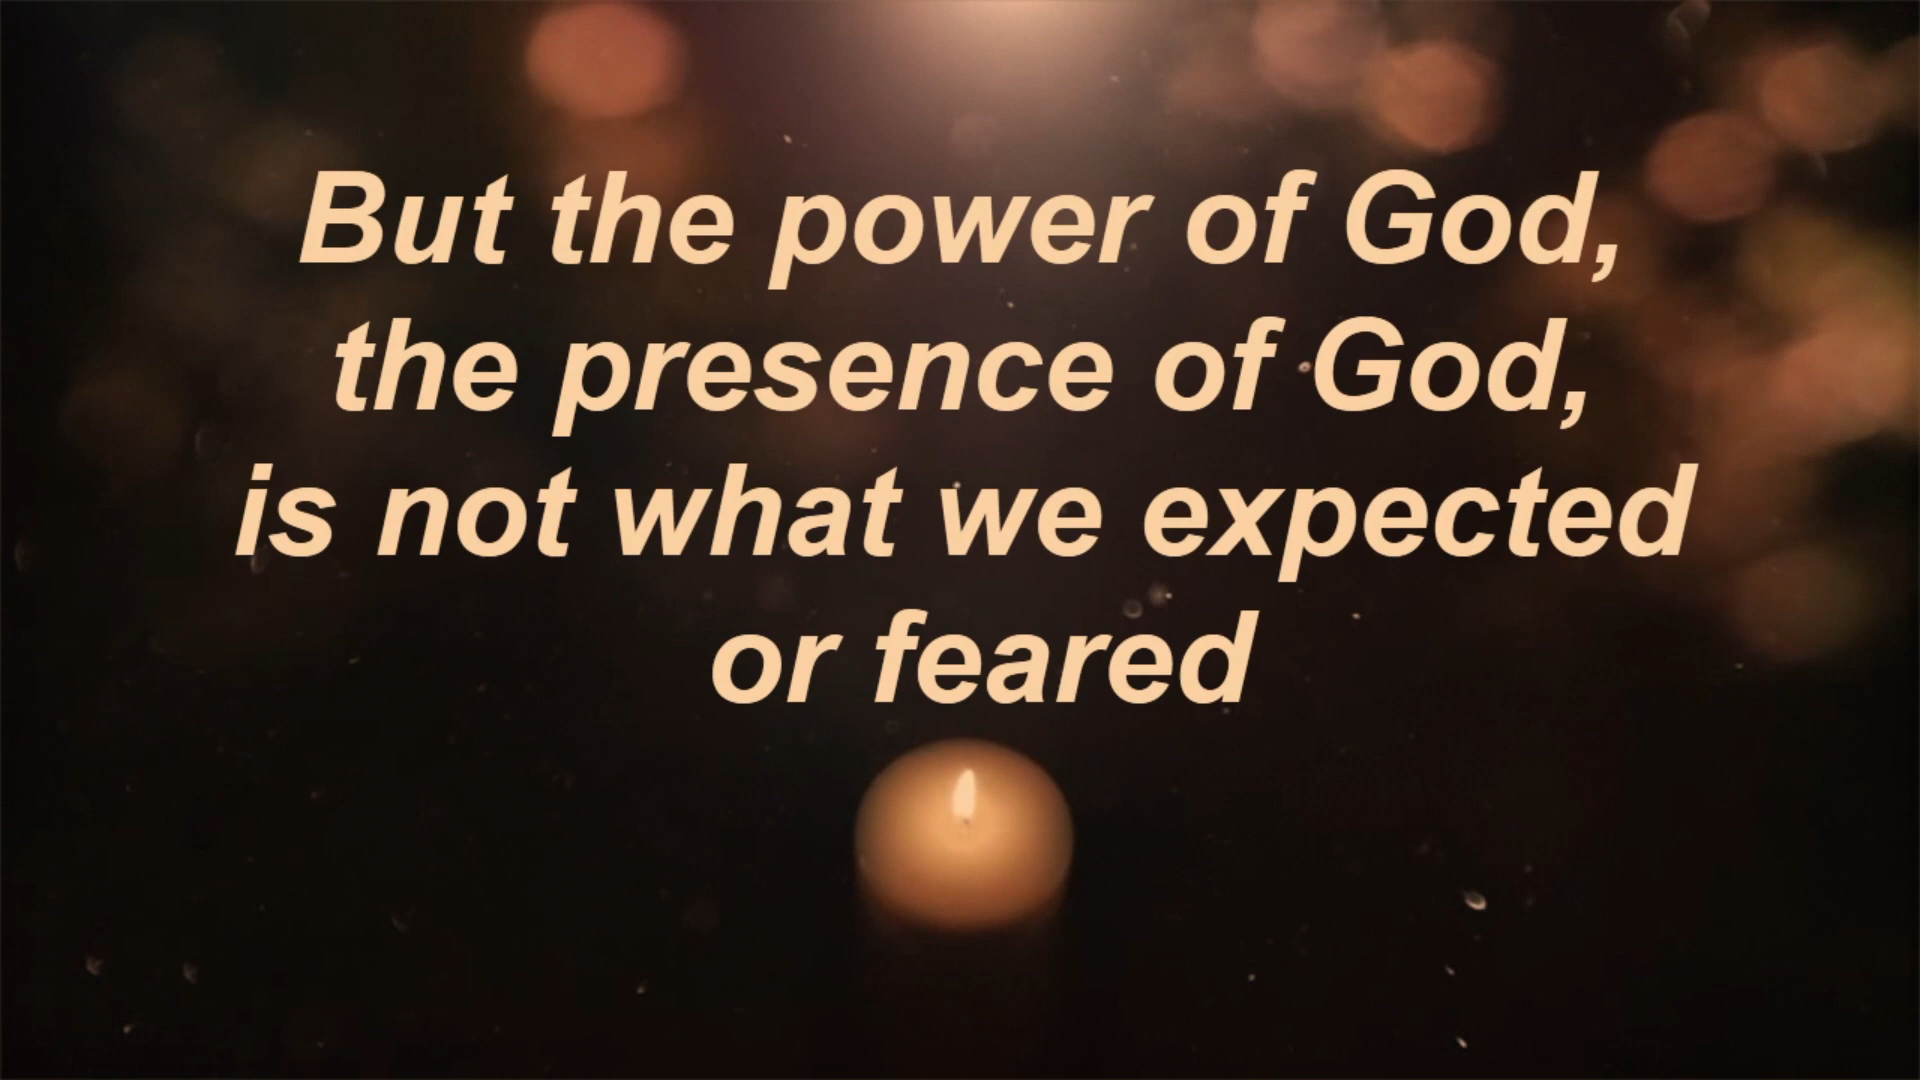 But the power of God,
the presence of God,
is not what we expected
or feared